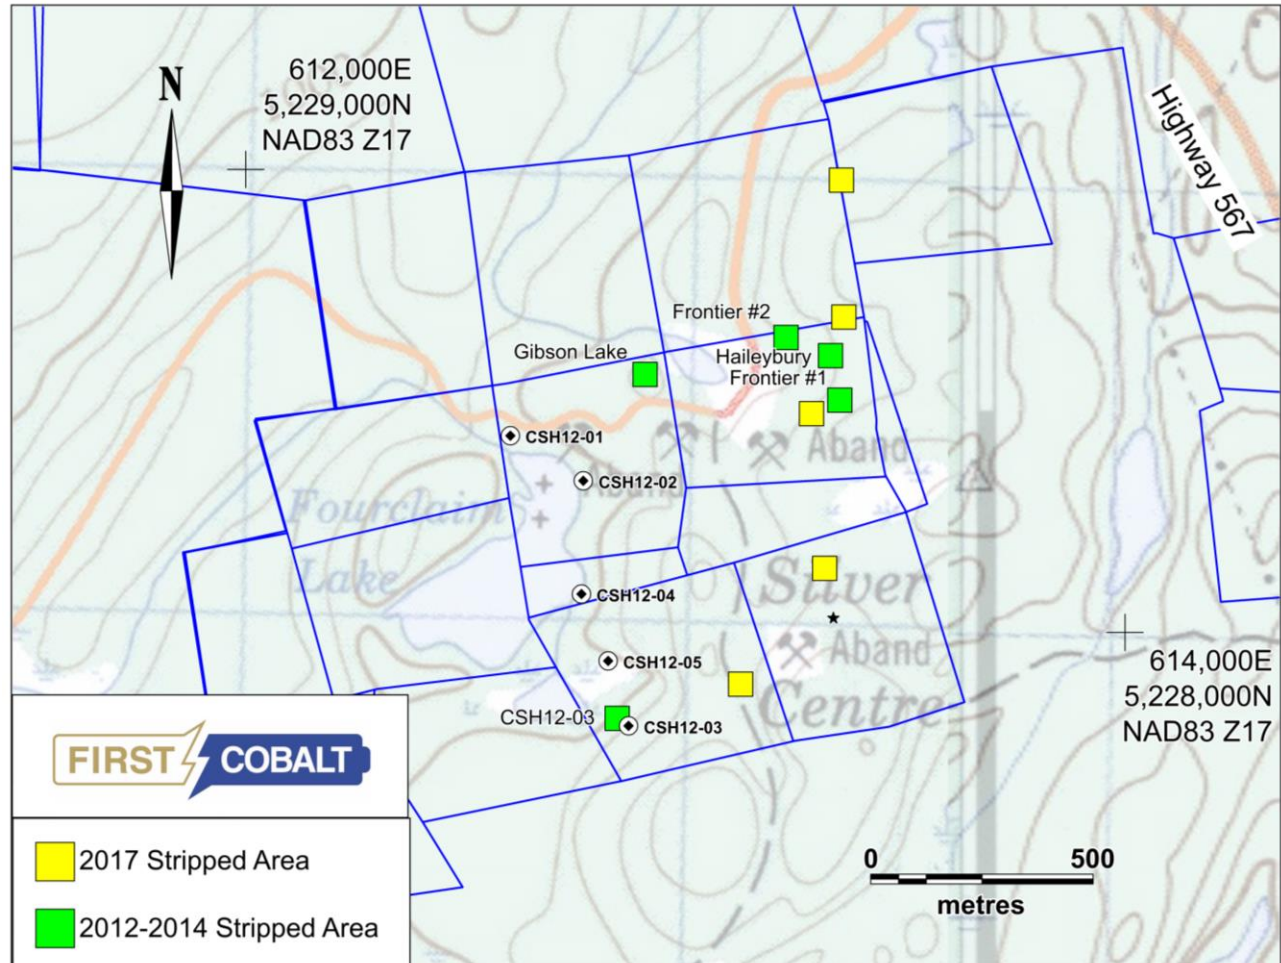 N
612,000E
5,229,000N
NAD83 Z17
Highway 567
Frontier #2
Gibson Lake
Haileybury
Frontier #1
CSH12-01
Aband
CSH12-02
Aband
Fourclaim
Lake
CSH12-04
Silver
CSH12-05
Aband
Centre
CSH12-03
CSH12-03
614,000E
5,228,000N
NAD83 Z17
FIRST COBALT
2017 Stripped Area
2012-2014 Stripped Area
0 500
metres